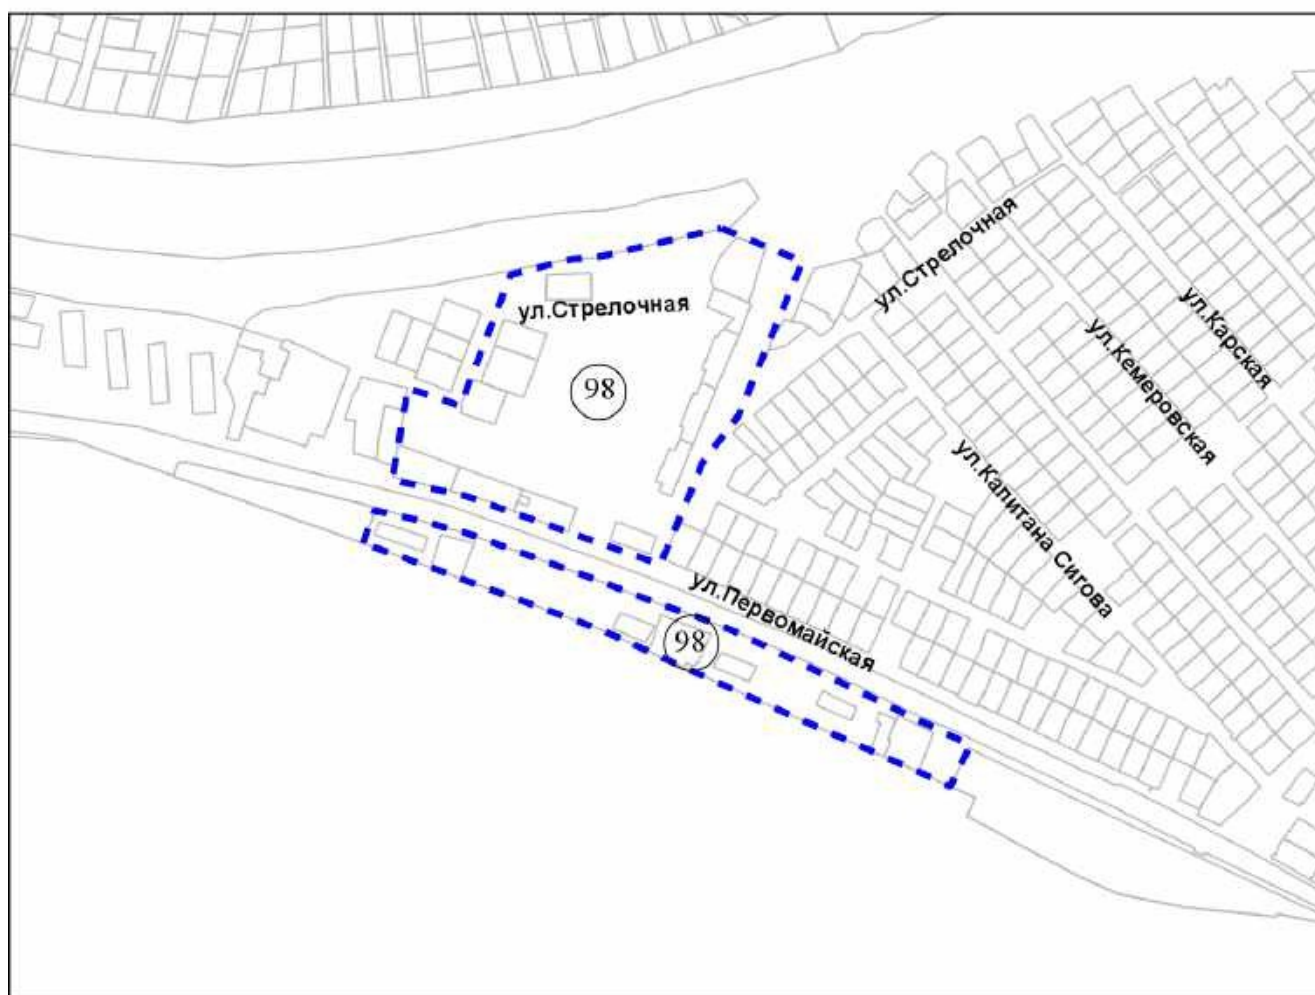 ул.Стрелочная
ул.Стрелочная
98
ул.Карская
ул.Кемеровская
ул.Капитана Сигова
ул.Первомайская
98